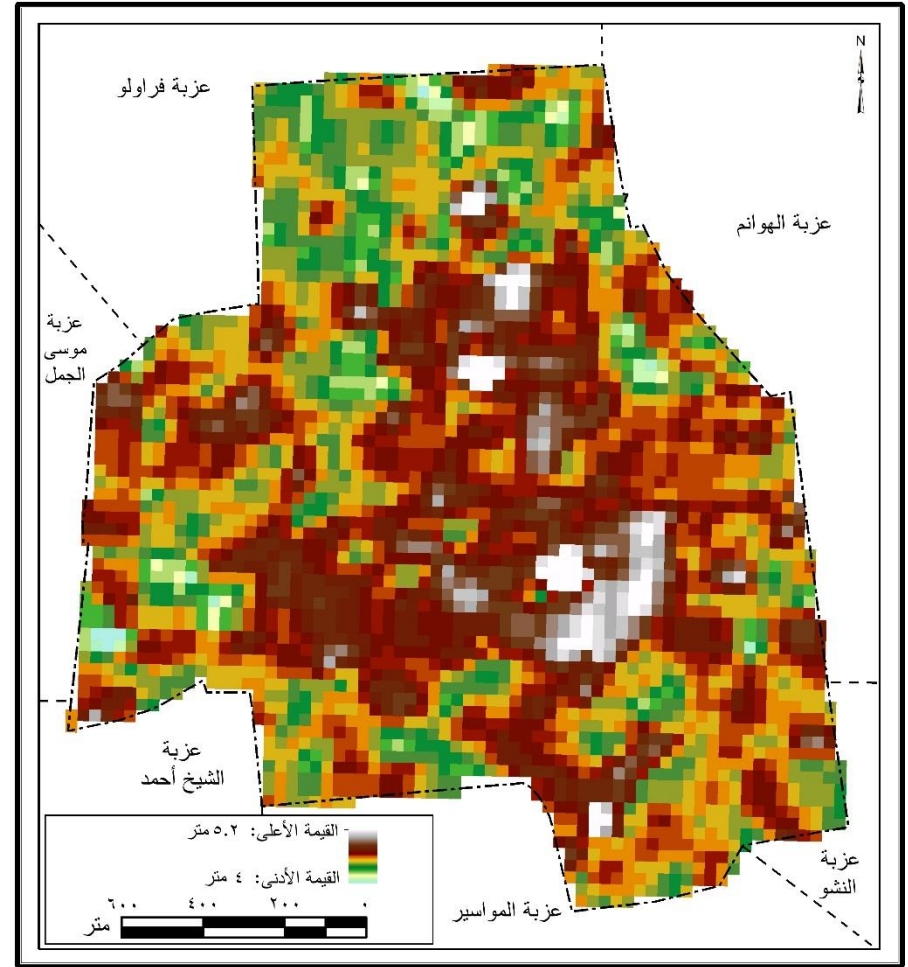 N
عزبة فراولو
عزبة الهوانم
عزبة
موسى
الجمل
عزبة
الشيخ أحمد
القيمة الأعلى: ٥.٢ متر
القيمة الأدنى: ٤ متر
٦٠٠ ٤٠٠ ٢٠٠ ٠
متر
عزبة المواسير
عزبة
النشو